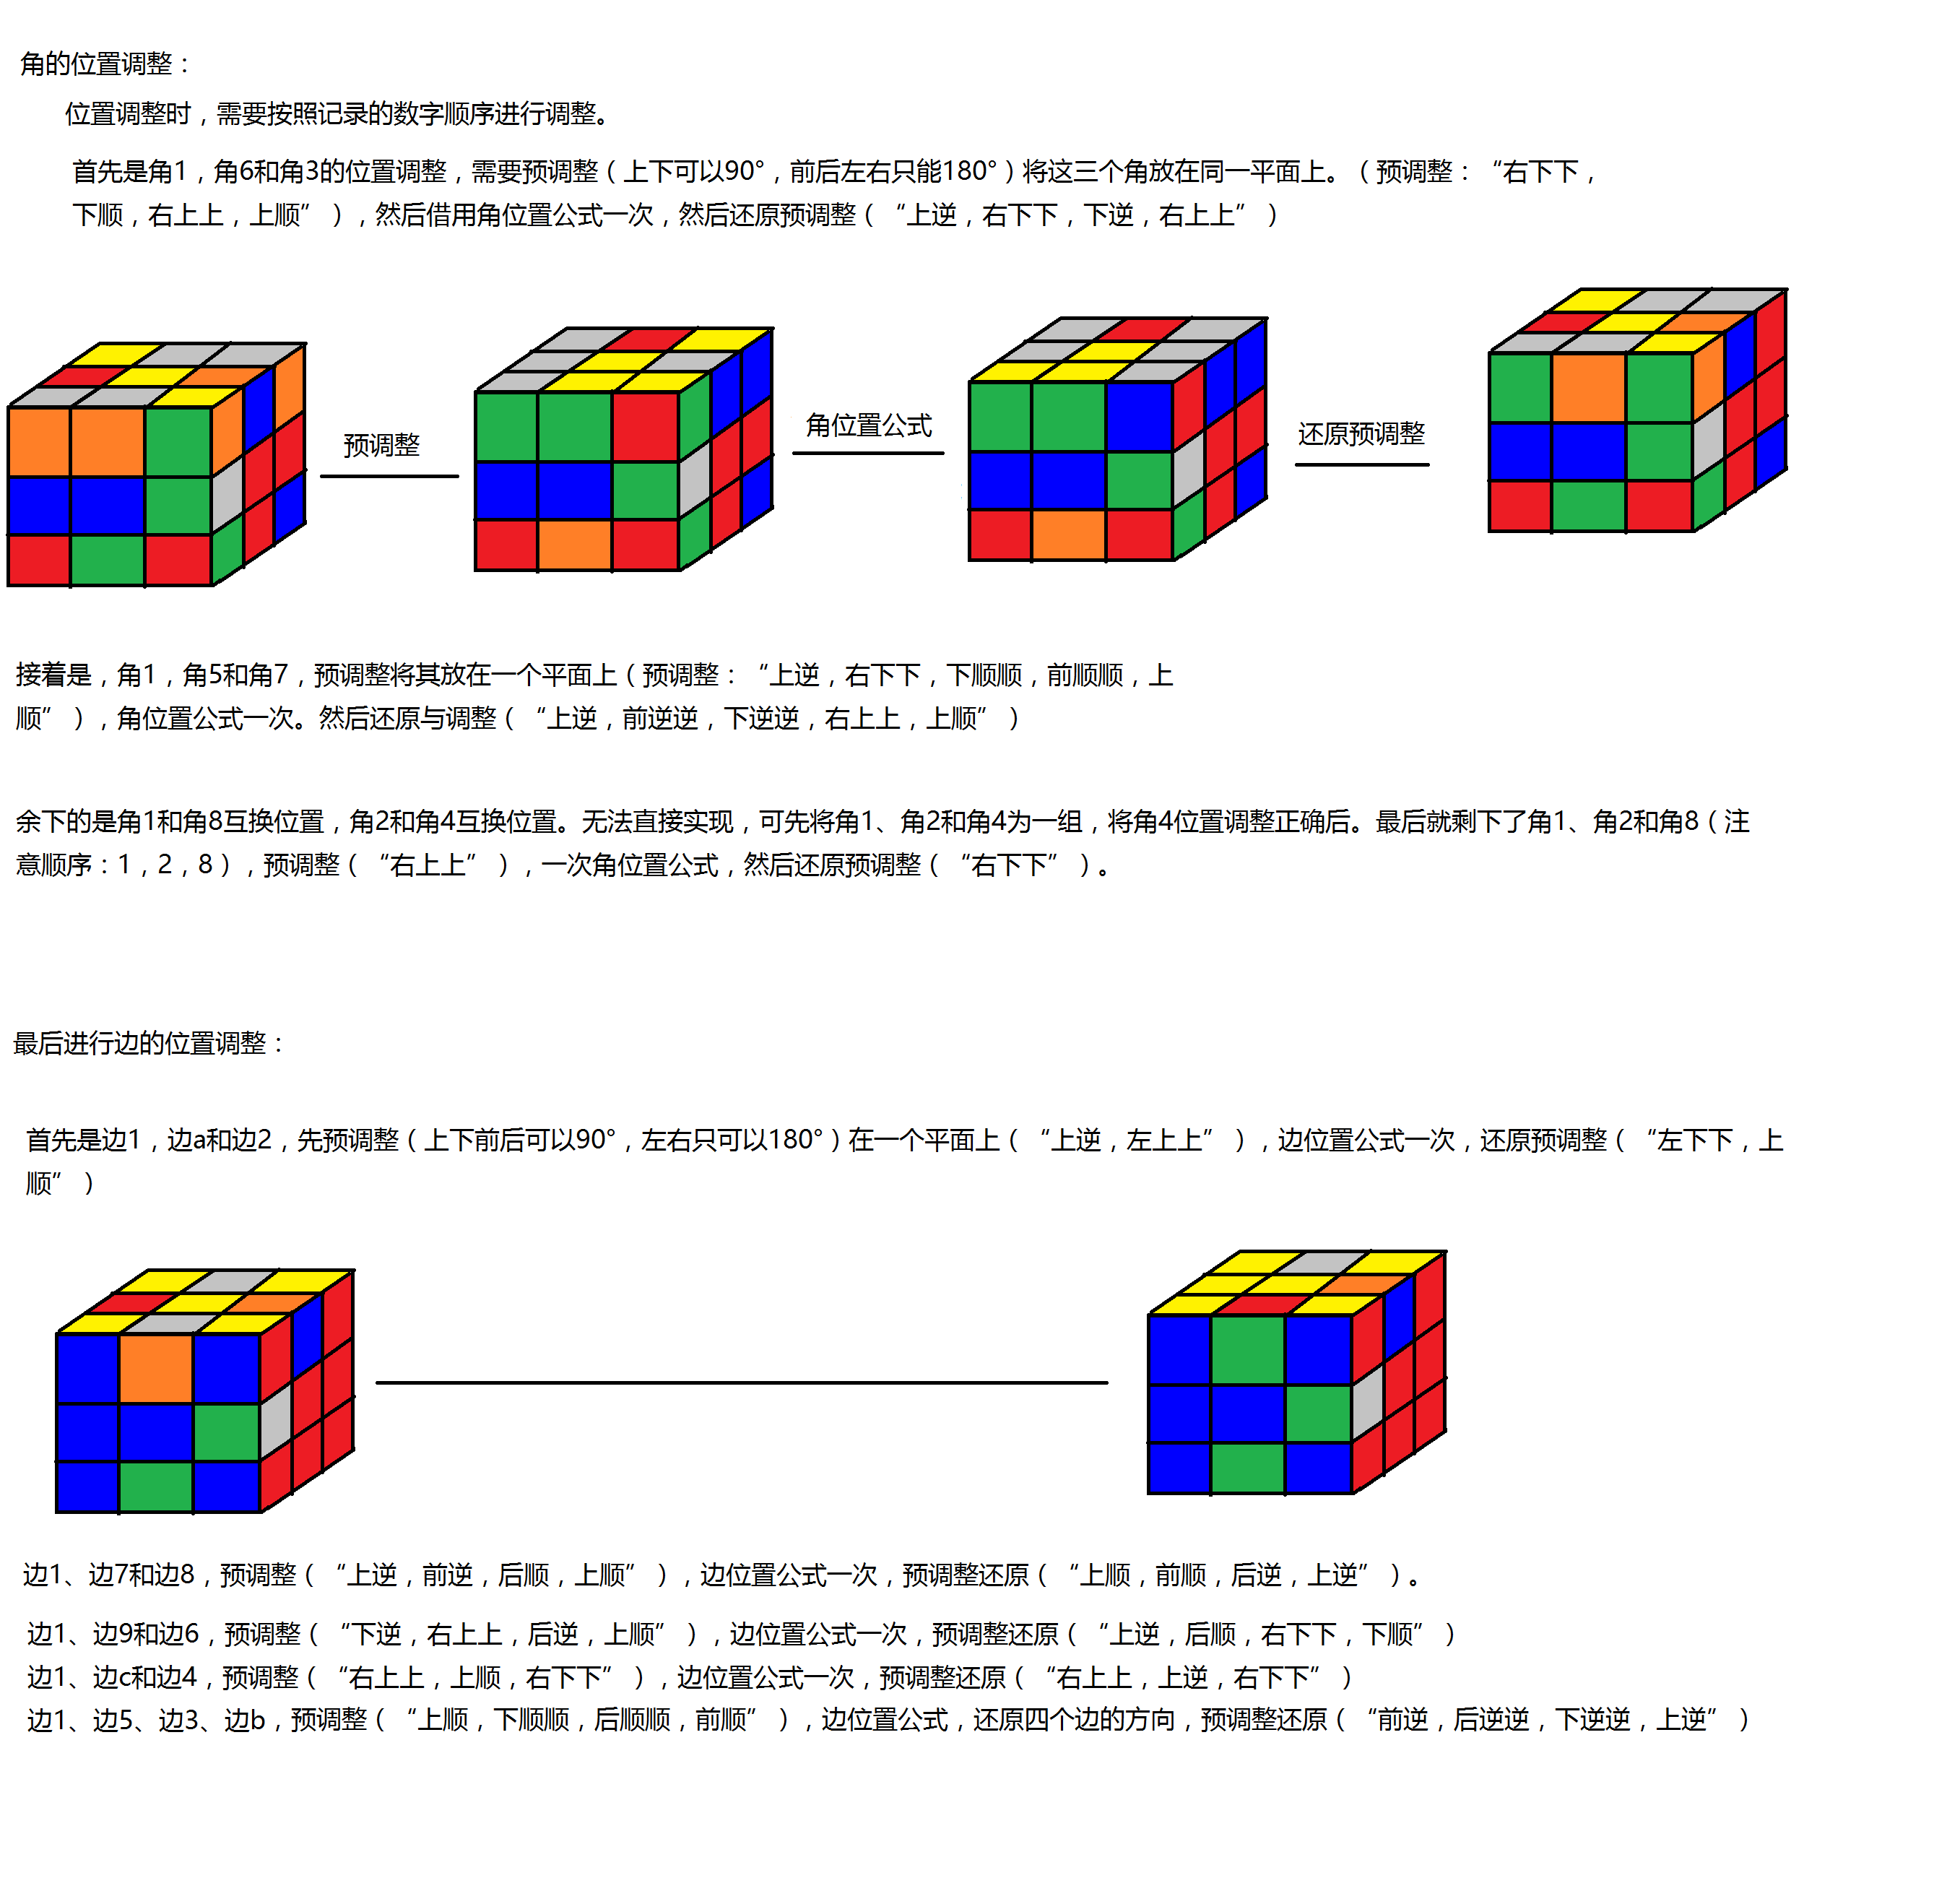 角的位置调整：
位置调整时，需要按照记录的数字顺序进行调整。
首先是角1，角6和角3的位置调整，需要预调整（上下可以90°，前后左右只能180°）将这三个角放在同一平面上。（预调整：“右下下，
下顺，右上上，上顺”），然后借用角位置公式一次，然后还原预调整（“上逆，右下下，下逆，右上上”）
预调整
角位置公式
还原预调整
接着是，角1，角5和角7，预调整将其放在一个平面上（预调整：“上逆，右下下，下顺顺，前顺顺，上
顺”），角位置公式一次。然后还原与调整（“上逆，前逆逆，下逆逆，右上上，上顺”）
余下的是角1和角8互换位置，角2和角4互换位置。无法直接实现，可先将角1、角2和角4为一组，将角4位置调整正确后。最后就剩下了角1、角2和角8（注
意顺序：1，2，8），预调整（“右上上”），一次角位置公式，然后还原预调整（“右下下”）。
最后进行边的位置调整：
首先是边1，边a和边2，先预调整（上下前后可以90°，左右只可以180°）在一个平面上（“上逆，左上上”），边位置公式一次，还原预调整（“左下下，上
顺”）
边1、边7和边8，预调整（“上逆，前逆，后顺，上顺”），边位置公式一次，预调整还原（“上顺，前顺，后逆，上逆”）。
边1、边9和边6，预调整（“下逆，右上上，后逆，上顺”），边位置公式一次，预调整还原（“上逆，后顺，右下下，下顺”）
边1、边c和边4，预调整（“右上上，上顺，右下下”），边位置公式一次，预调整还原（“右上上，上逆，右下下”）
边1、边5、边3、边b，预调整（“上顺，下顺顺，后顺顺，前顺”），边位置公式，还原四个边的方向，预调整还原（“前逆，后逆逆，下逆逆，上逆”）